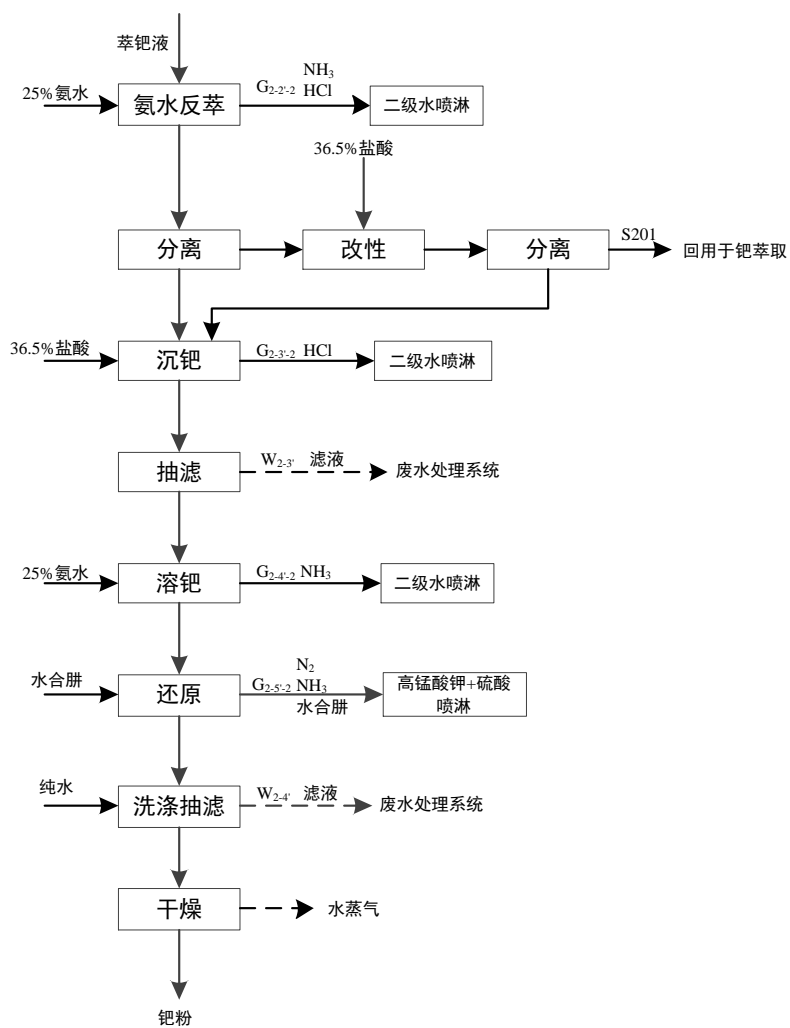 萃钯液
25%氨水
氨水反萃
G2-2'-2
NH3
HCl
二级水喷淋
36.5%盐酸
分离
改性
分离
S201
回用于钯萃取
36.5%盐酸
沉钯
G2-3'-2 HCl
二级水喷淋
抽滤
W2-3' 滤液
废水处理系统
25%氨水
溶钯
G2-4'-2 NH3
二级水喷淋
水合肼
还原
G2-5'-2
N2
NH3
水合肼
高锰酸钾+硫酸
喷淋
纯水
洗涤抽滤
W2-4' 滤液
废水处理系统
干燥
水蒸气
钯粉